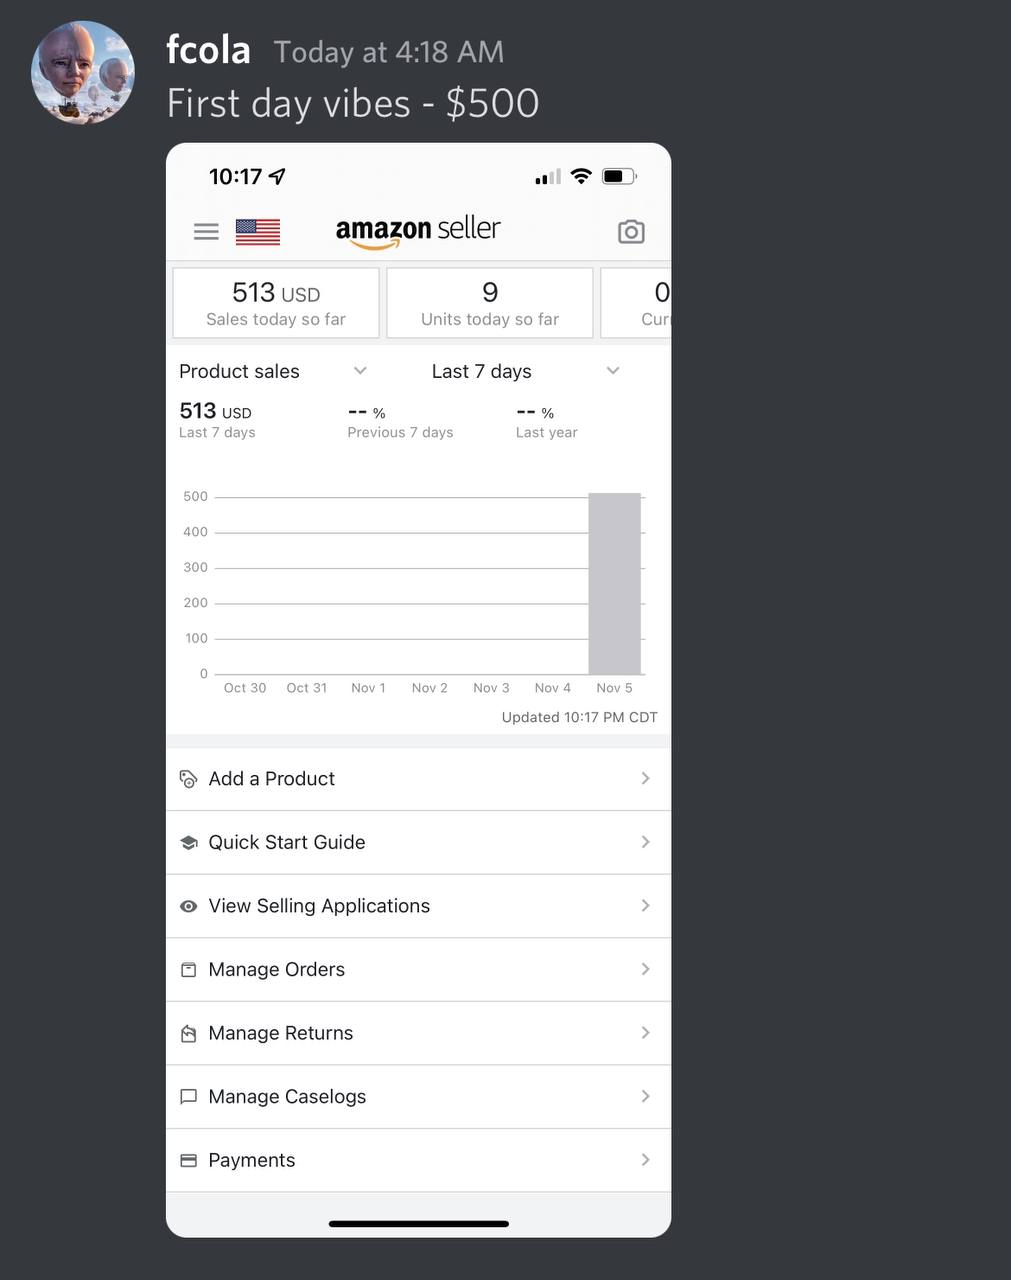 fcola Today at 4:18 AM
First day vibes - $500
10:17
amazon seller
513 USD 9 0
Sales today so far Units today so far Curr
Product sales Last 7 days
513 USD -- % -- %
Last 7 days Previous 7 days Last year
500
400
300
200
100
0
Oct 30 Oct 31 Nov 1 Nov 2 Nov 3 Nov 4 Nov 5
Updated 10:17 PM CDT
Add a Product
Quick Start Guide
View Selling Applications
Manage Orders
Manage Returns
Manage Caselogs
Payments